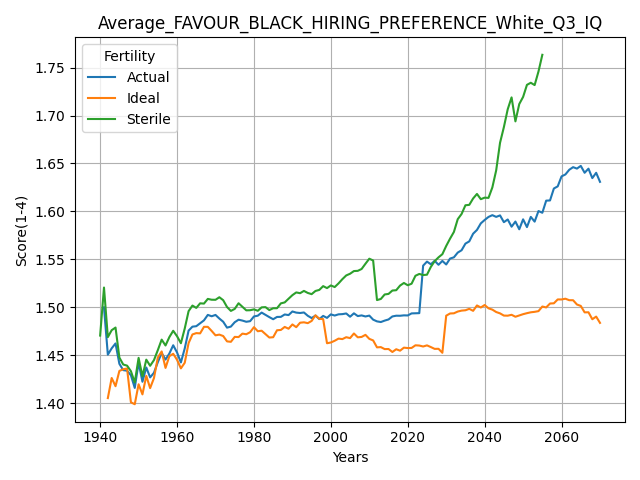 Average_FAVOUR_BLACK_HIRING_PREFERENCE_White_Q3_IQ
Fertility
Actual
Ideal
Sterile
Score(1-4)
1.75
1.70
1.65
1.60
1.55
1.50
1.45
1.40
1940 1960 1980 2000 2020 2040 2060
Years